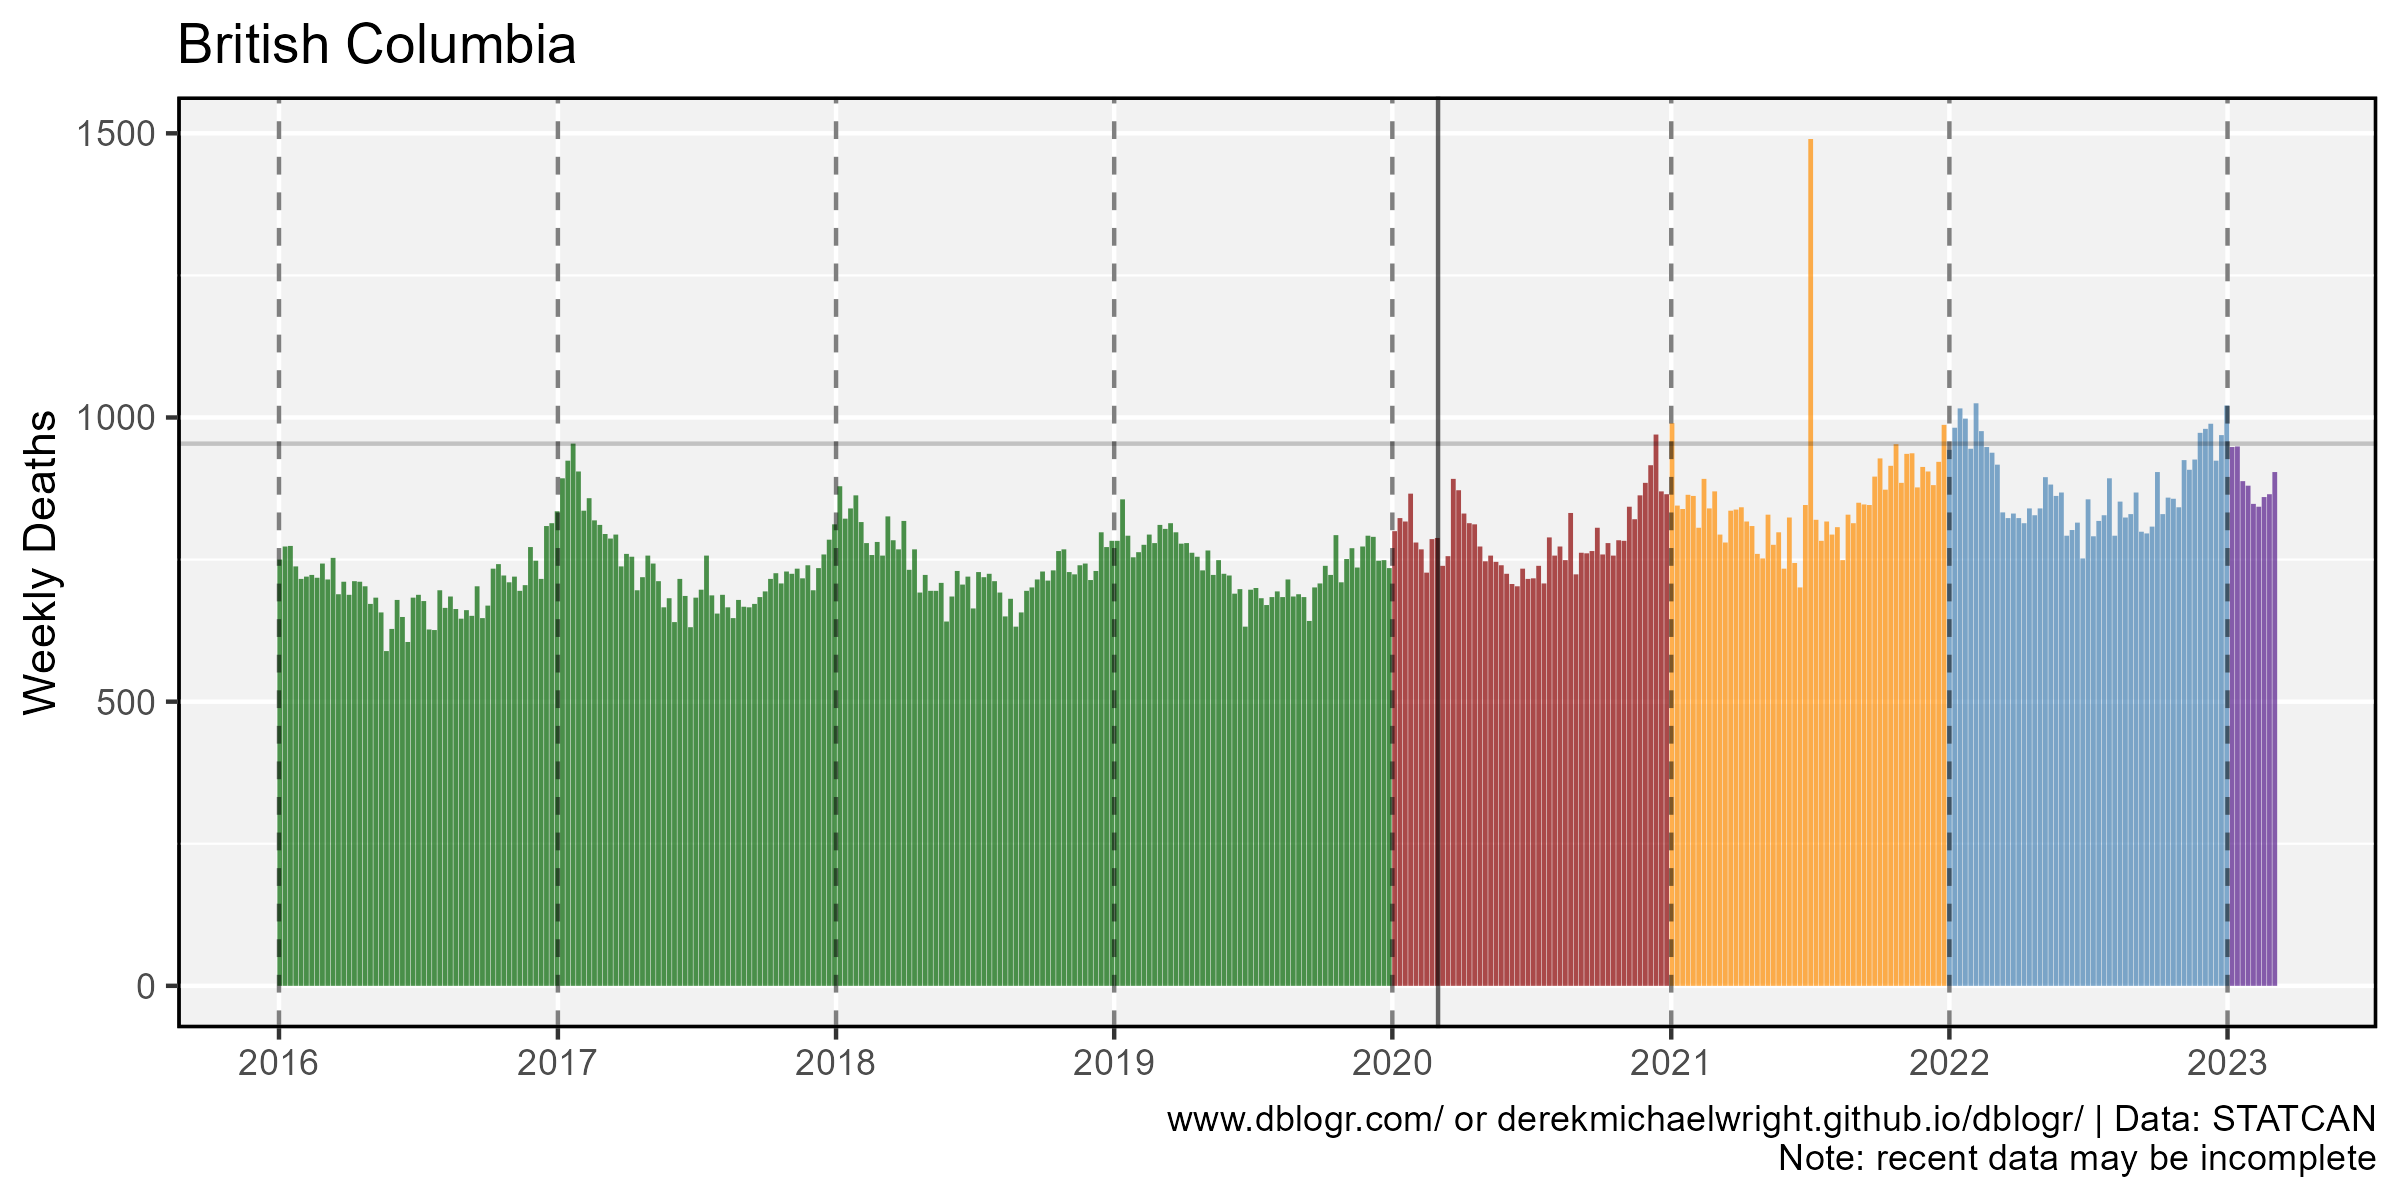 British Columbia
Weekly Deaths
1500
1000
500
0
2016 2017 2018 2019 2020 2021 2022 2023
www.dblogr.com/ or derekmichaelwright.github.io/dblogr/ | Data: STATCAN
Note: recent data may be incomplete